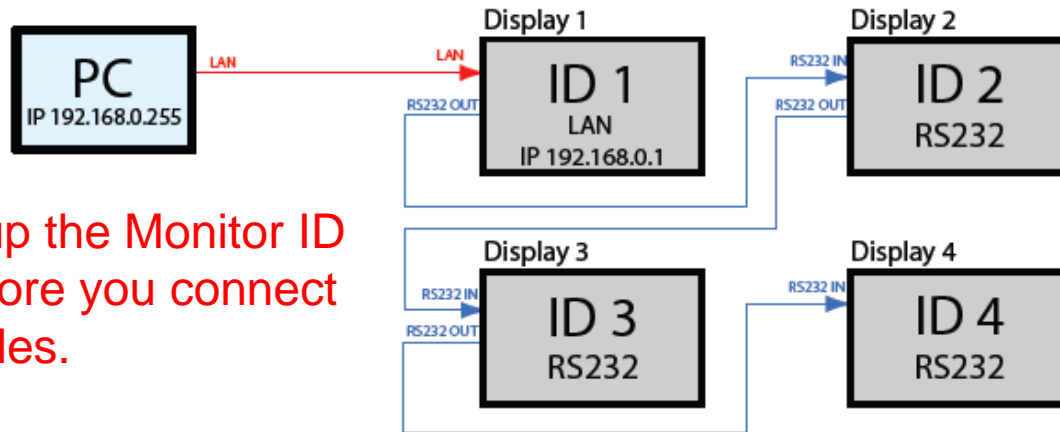 PC
IP 192.168.0.255
LAN
LAN
Display 1
RS232 OUT
ID 1
LAN
IP 192.168.0.1
Display 2
RS232 IN
RS232 OUT
ID 2
RS232
up the Monitor ID
ore you connect
les.
Display 3
RS232 IN
RS232 OUT
ID 3
RS232
Display 4
RS232 IN
ID 4
RS232